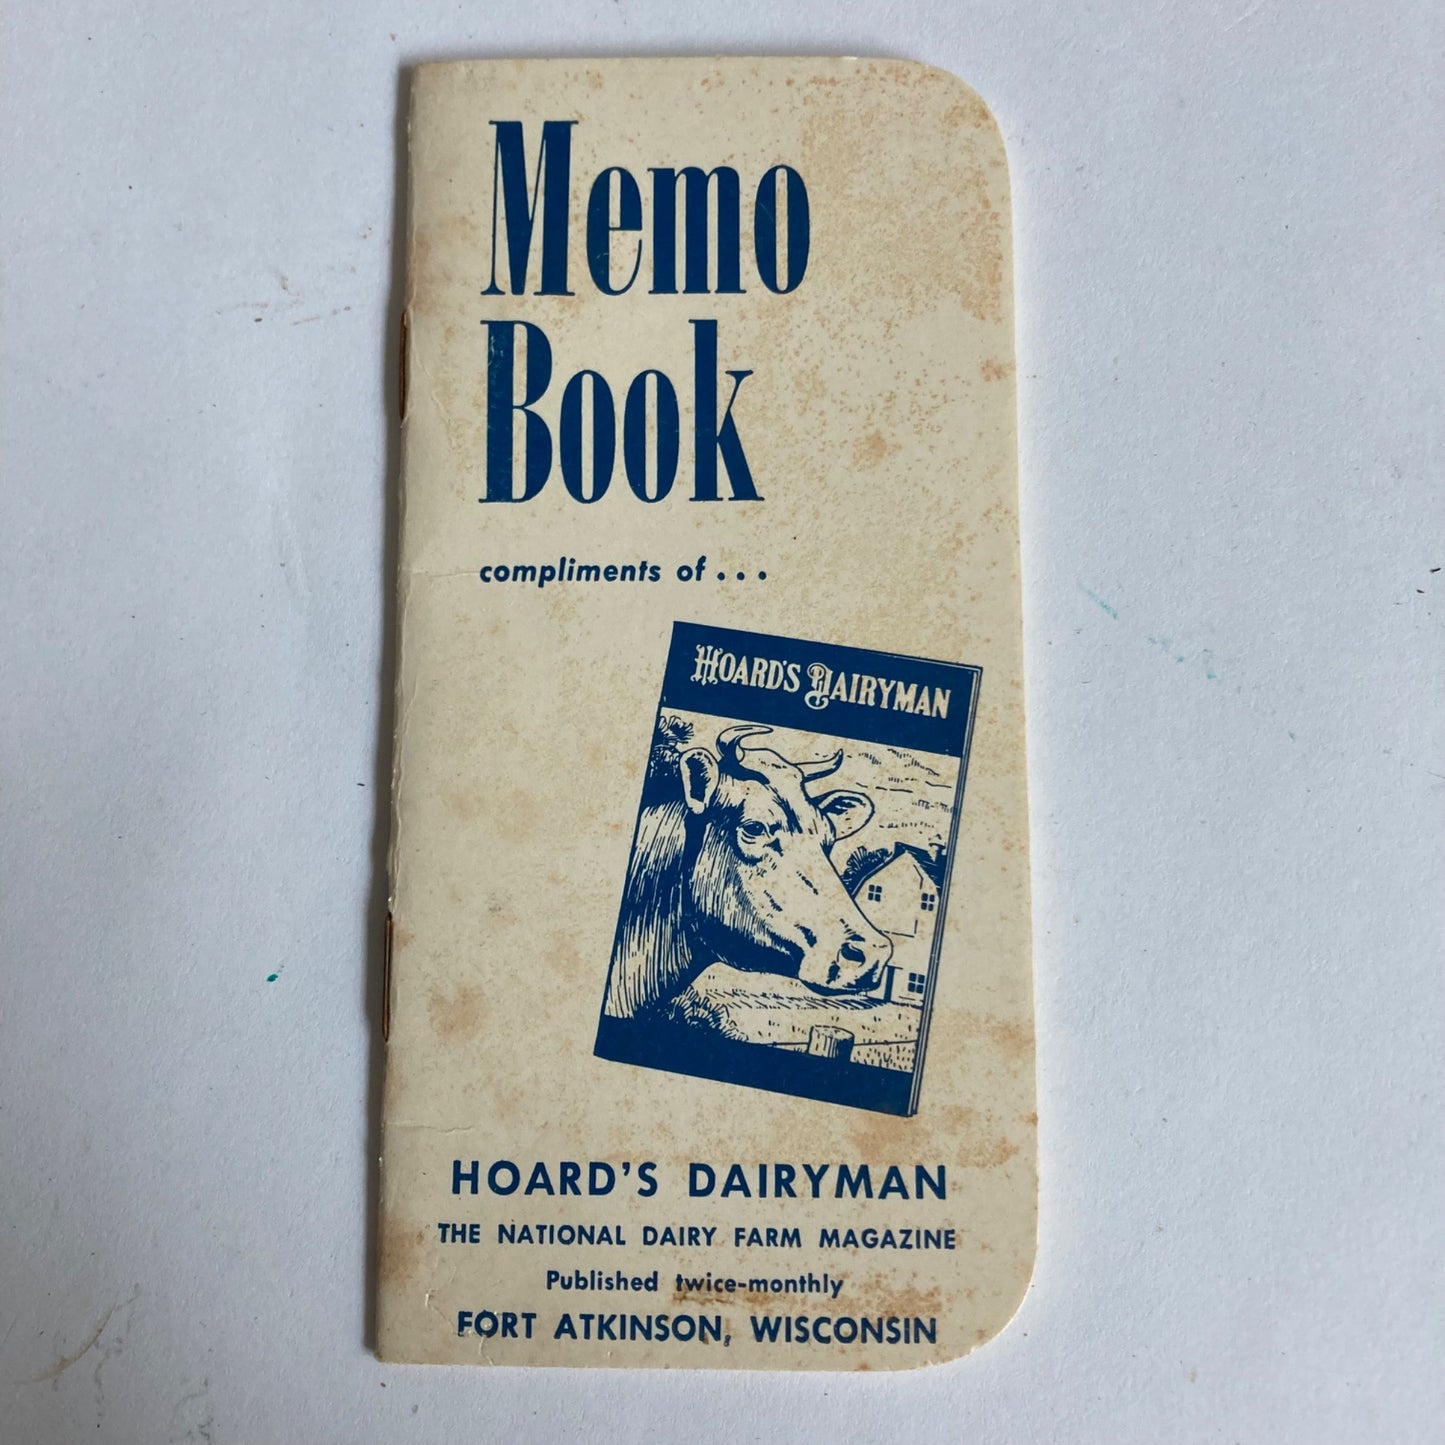 Memo
Book
compliments of...
HOARD'S DAIRYMAN
HOARD'S DAIRYMAN
THE NATIONAL DAIRY FARM MAGAZINE
Published twice-monthly
FORT ATKINSON, WISCONSIN